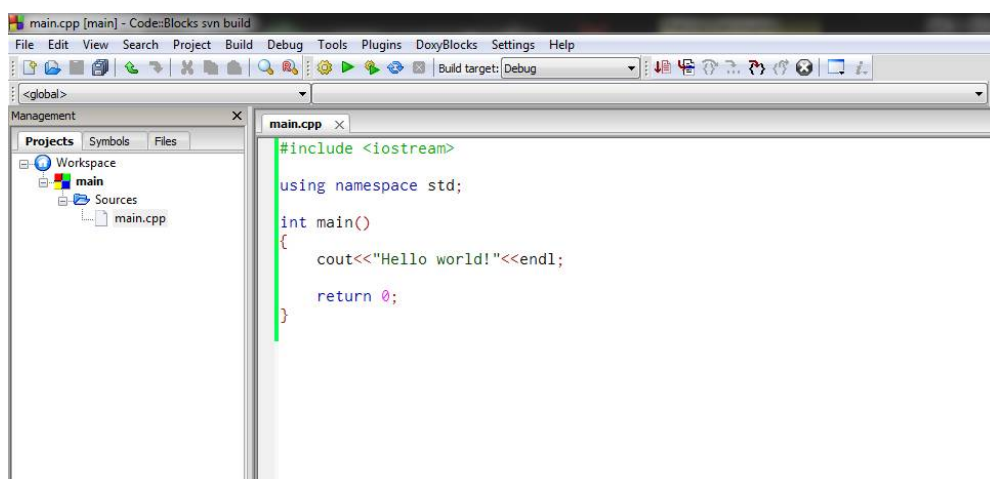 main.cpp [main] - Code::Blocks svn build
File Edit View Search Project Build Debug Tools Plugins DoxyBlocks Settings Help
Build target: Debug
<global>
Management
main.cpp
Projects Symbols Files
#include <iostream>
Workspace
main
using namespace std;
Sources
main.cpp
int main()
{
cout<<"Hello world!"<<endl;
return 0;
}